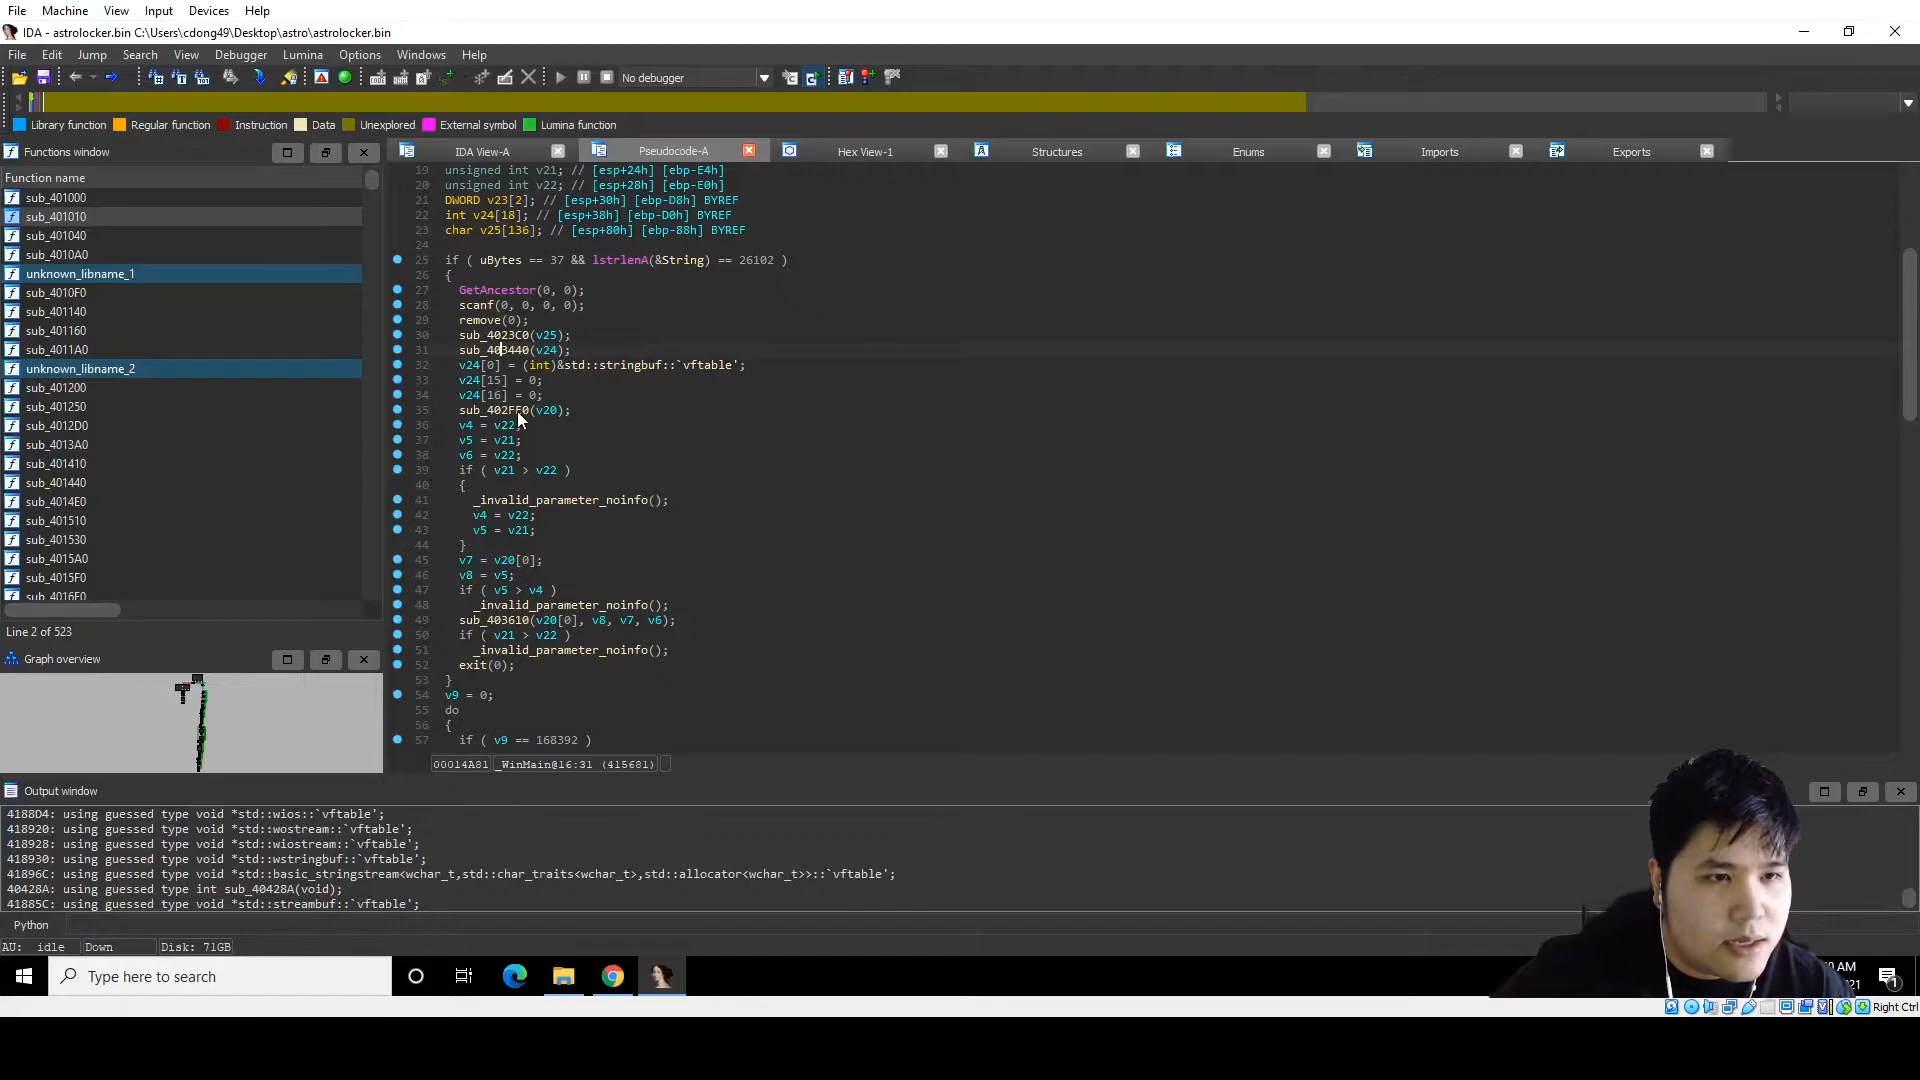 File Machine View Input Devices Help
IDA - astrolocker.bin C:\Users\cdong49\Desktop\astro\astrolocker.bin
File Edit Jump Search View Debugger Lumina Options Windows Help
No debugger
Library function Regular function Instruction Data Unexplored External symbol Lumina function
Functions window
IDA View-A Pseudocode-A Hex View-1 Structures Enums Imports Exports
Function name
sub_401000
sub_401010
sub_401040
sub_4010A0
unknown_libname_1
sub_4010F0
sub_401140
sub_401160
sub_4011A0
unknown_libname_2
sub_401200
sub_401250
sub_4012D0
sub_4013A0
sub_401410
sub_401440
sub_4014E0
sub_401510
sub_401530
sub_4015A0
sub_4015F0
sub_4016E0
Line 2 of 523
Graph overview
19 unsigned int v21; // [esp+24h] [ebp-E4h]
20 unsigned int v22; // [esp+28h] [ebp-E0h]
21 DWORD v23[2]; // [esp+30h] [ebp-D8h] BYREF
22 int v24[18]; // [esp+38h] [ebp-D0h] BYREF
23 char v25[136]; // [esp+80h] [ebp-88h] BYREF
24
25 if ( uBytes == 37 && lstrlenA(&String) == 26102 )
26 {
27 GetAncestor(0, 0);
28 scanf(0, 0, 0, 0);
29 remove(0);
30 sub_4023C0(v25);
31 sub_403440(v24);
32 v24[0] = (int)&std::stringbuf::`vftable';
33 v24[15] = 0;
34 v24[16] = 0;
35 sub_402FF0(v20);
36 v4 = v22;
37 v5 = v21;
38 v6 = v22;
39 if ( v21 > v22 )
40 {
41 _invalid_parameter_noinfo();
42 v4 = v22;
43 v5 = v21;
44 }
45 v7 = v20[0];
46 v8 = v5;
47 if ( v5 > v4 )
48 _invalid_parameter_noinfo();
49 sub_403610(v20[0], v8, v7, v6);
50 if ( v21 > v22 )
51 _invalid_parameter_noinfo();
52 exit(0);
53 }
54 v9 = 0;
55 do
56 {
57 if ( v9 == 168392 )
00014A81 _WinMain@16:31 (415681)
Output window
4188D4: using guessed type void *std::wios::`vftable';
418920: using guessed type void *std::wostream::`vftable';
418928: using guessed type void *std::wiostream::`vftable';
418930: using guessed type void *std::wstringbuf::`vftable';
41896C: using guessed type void *std::basic_stringstream<wchar_t,std::char_traits<wchar_t>,std::allocator<wchar_t>>::`vftable';
40428A: using guessed type int sub_40428A(void);
41885C: using guessed type void *std::streambuf::`vftable';
Python
AU: idle Down Disk: 71GB
Type here to search
AM
1
Right Ctrl